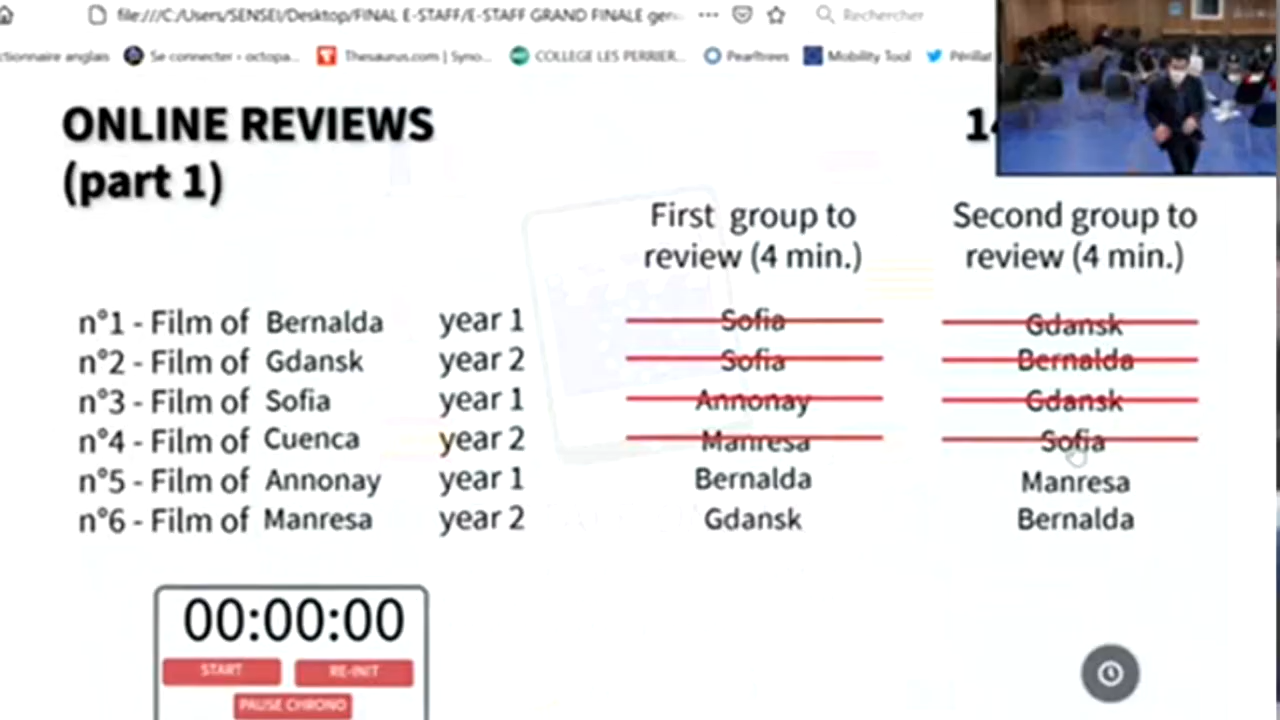 file:///C:/Users/SENSEI/Desktop/FINAL E-STAFF/E-STAFF GRAND FINALE gen
Rechercher
ctionnaire anglais Se connecter - octopa... Thesaurus.com | Syno... COLLEGE LES PERRIER... Pearltrees Mobility Tool Périllat
ONLINE REVIEWS
(part 1)
First group to review (4 min.)
Second group to review (4 min.)
n°1 - Film of Bernalda year 1 Sofia Gdansk
n°2 - Film of Gdansk year 2 Sofia Bernalda
n°3 - Film of Sofia year 1 Annonay Gdansk
n°4 - Film of Cuenca year 2 Manresa Sofia
n°5 - Film of Annonay year 1 Bernalda Manresa
n°6 - Film of Manresa year 2 Gdansk Bernalda
00:00:00
START RE-INIT
PAUSE CHRONO